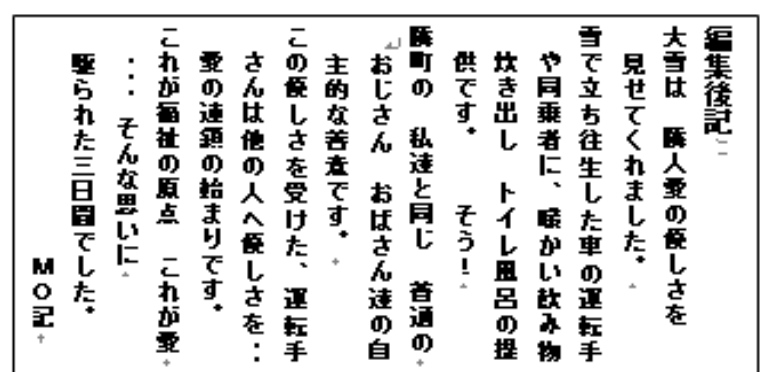 編集後記
大雪は　隣人愛の優しさを
見せてくれました。
雪で立ち往生した車の運転手
や同乗者に、暖かい飲み物
炊き出し　トイレ風呂の提
供です。　　そう！
隣町の　私達と同じ　普通の
おじさん　おばさん達の自
主的な善意です。
この優しさを受けた、運転手
さんは他の人へ優しさを：
愛の連鎖の始まりです。
これが福祉の原点　これが愛
・・・そんな思いに
駆られた三日間でした。
ＭＯ記